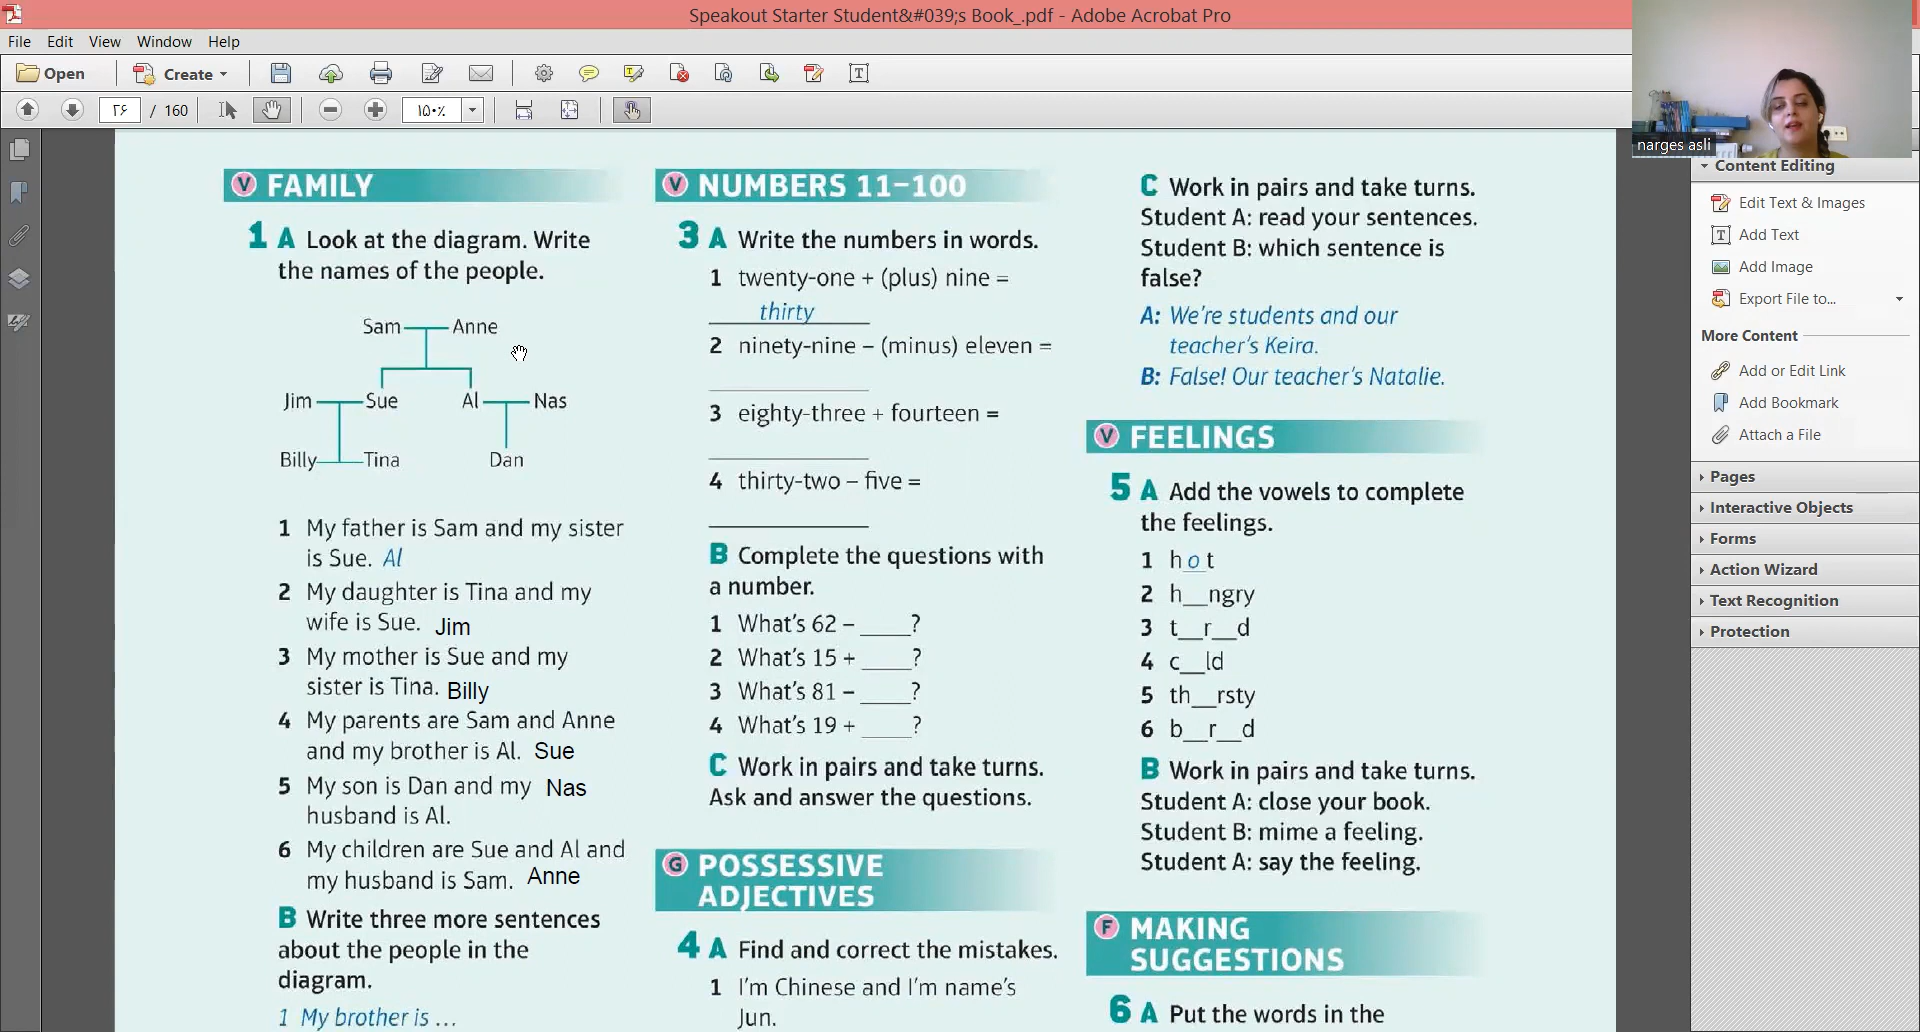 Speakout Starter Student&#039;s Book_.pdf - Adobe Acrobat Pro
File Edit View Window Help
Open Create
۲۶ / 160 ۱۵۰٪
narges asli
V FAMILY
1 A Look at the diagram. Write
the names of the people.
Sam Anne
Jim Sue Al Nas
Billy Tina Dan
1 My father is Sam and my sister
is Sue. Al
2 My daughter is Tina and my
wife is Sue. Jim
3 My mother is Sue and my
sister is Tina. Billy
4 My parents are Sam and Anne
and my brother is Al. Sue
5 My son is Dan and my Nas
husband is Al.
6 My children are Sue and Al and
my husband is Sam. Anne
B Write three more sentences
about the people in the
diagram.
1 My brother is ...
V NUMBERS 11–100
3 A Write the numbers in words.
1 twenty-one + (plus) nine =
thirty
2 ninety-nine – (minus) eleven =
3 eighty-three + fourteen =
4 thirty-two – five =
B Complete the questions with
a number.
1 What's 62 – ____?
2 What's 15 + ____?
3 What's 81 – ____?
4 What's 19 + ____?
C Work in pairs and take turns.
Ask and answer the questions.
G POSSESSIVE
ADJECTIVES
4 A Find and correct the mistakes.
1 I'm Chinese and I'm name's
Jun.
C Work in pairs and take turns.
Student A: read your sentences.
Student B: which sentence is
false?
A: We're students and our
teacher's Keira.
B: False! Our teacher's Natalie.
V FEELINGS
5 A Add the vowels to complete
the feelings.
1 h o t
2 h__ngry
3 t__r__d
4 c__ld
5 th__rsty
6 b__r__d
B Work in pairs and take turns.
Student A: close your book.
Student B: mime a feeling.
Student A: say the feeling.
F MAKING
SUGGESTIONS
6 A Put the words in the
Content Editing
Edit Text & Images
Add Text
Add Image
Export File to...
More Content
Add or Edit Link
Add Bookmark
Attach a File
Pages
Interactive Objects
Forms
Action Wizard
Text Recognition
Protection